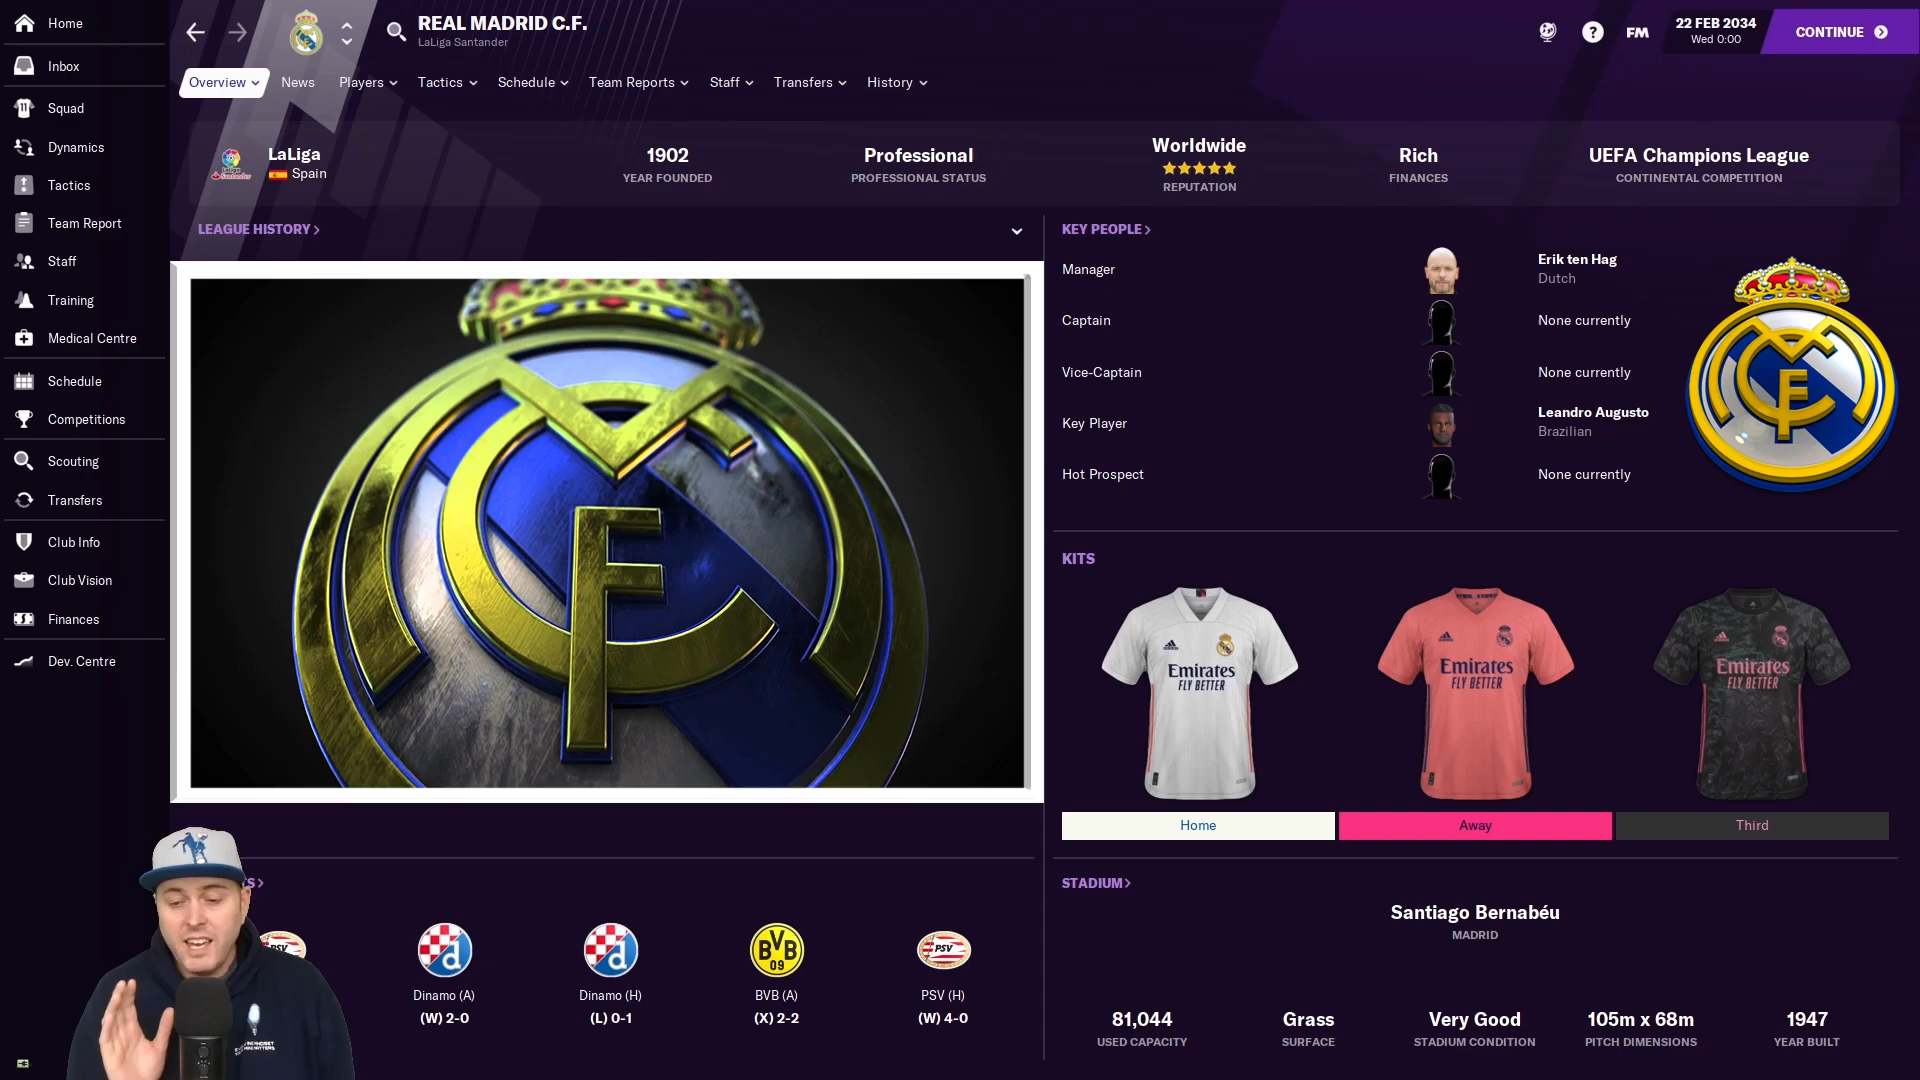 Home
Inbox
Squad
Dynamics
Tactics
Team Report
Staff
Training
Medical Centre
Schedule
Competitions
Scouting
Transfers
Club Info
Club Vision
Finances
Dev. Centre
REAL MADRID C.F.
LaLiga Santander
FM
22 FEB 2034
Wed 0:00
CONTINUE
Overview
News
Players
Tactics
Schedule
Team Reports
Staff
Transfers
History
LaLiga
Spain
1902
YEAR FOUNDED
Professional
PROFESSIONAL STATUS
Worldwide
REPUTATION
Rich
FINANCES
UEFA Champions League
CONTINENTAL COMPETITION
LEAGUE HISTORY
KEY PEOPLE
Manager
Erik ten Hag
Dutch
Captain
None currently
Vice-Captain
None currently
Key Player
Leandro Augusto
Brazilian
Hot Prospect
None currently
KITS
Emirates
FLY BETTER
Emirates
FLY BETTER
Emirates
FLY BETTER
Home
Away
Third
PSV
BVB
09
PSV
Dinamo (A)
(W) 2-0
Dinamo (H)
(L) 0-1
BVB (A)
(X) 2-2
PSV (H)
(W) 4-0
STADIUM
Santiago Bernabéu
MADRID
81,044
USED CAPACITY
Grass
SURFACE
Very Good
STADIUM CONDITION
105m x 68m
PITCH DIMENSIONS
1947
YEAR BUILT